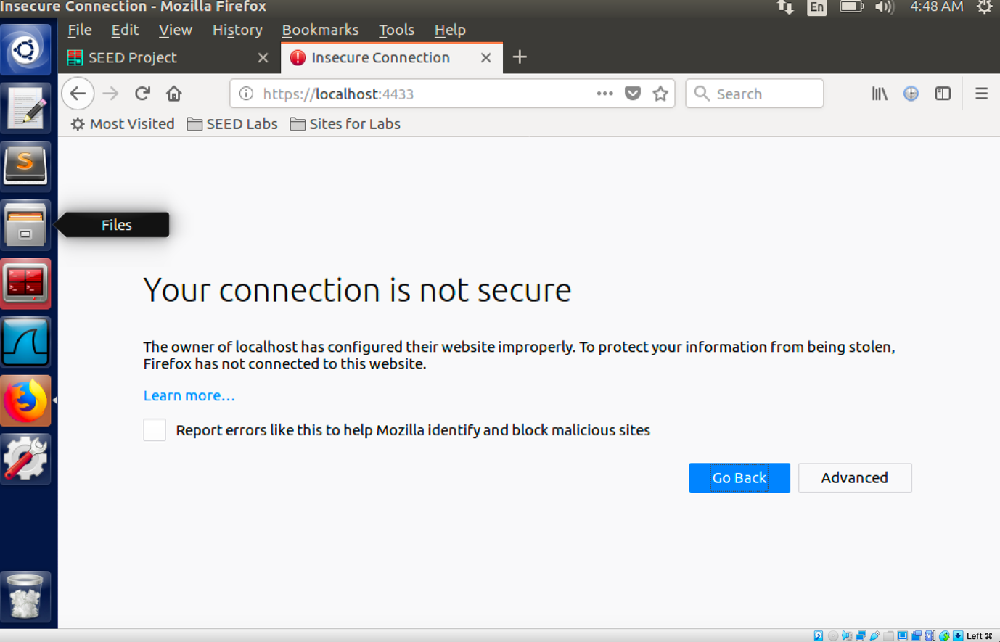 Insecure Connection - Mozilla Firefox
En
4:48 AM
File Edit View History Bookmarks Tools Help
SEED Project
Insecure Connection
https://localhost:4433
Search
Most Visited
SEED Labs
Sites for Labs
S
Files
Your connection is not secure
The owner of localhost has configured their website improperly. To protect your information from being stolen,
Firefox has not connected to this website.
Learn more…
Report errors like this to help Mozilla identify and block malicious sites
Go Back
Advanced
Left ⌘